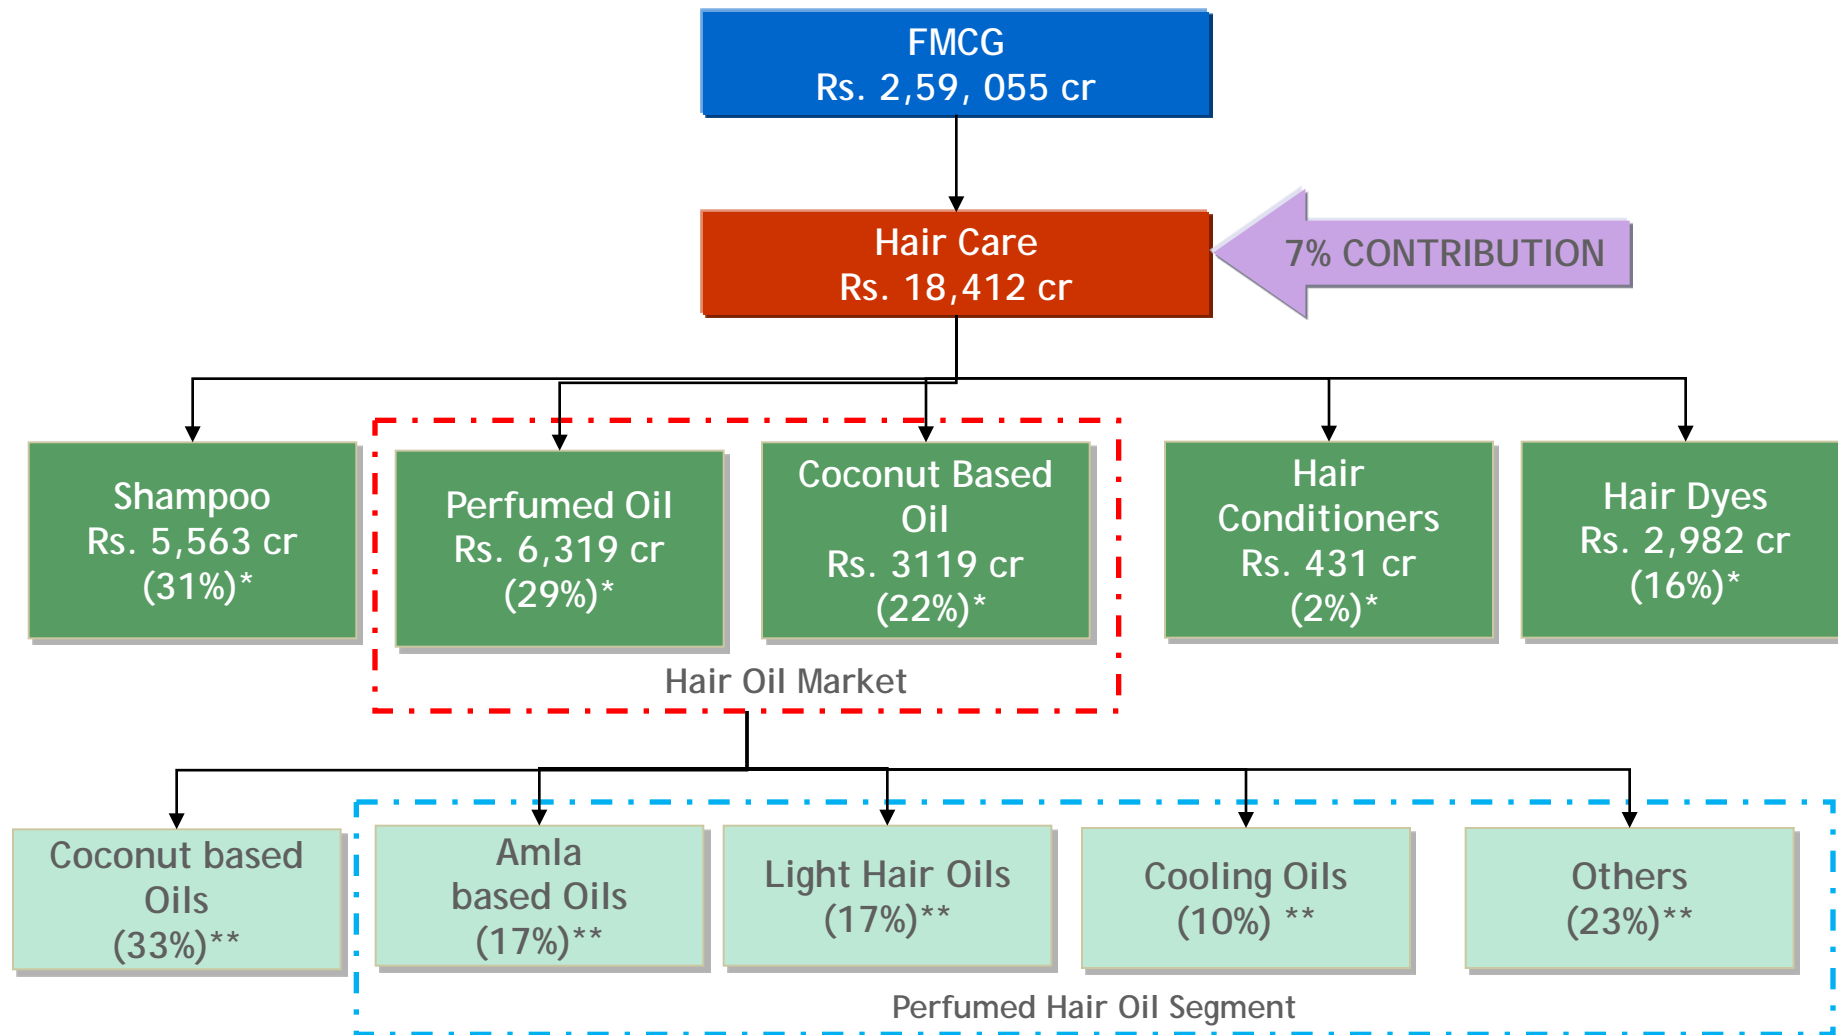 FMCG
Rs. 2,59, 055 cr
Hair Care
Rs. 18,412 cr
7% CONTRIBUTION
Shampoo
Rs. 5,563 cr
(31%)*
Perfumed Oil
Rs. 6,319 cr
(29%)*
Coconut Based
Oil
Rs. 3119 cr
(22%)*
Hair
Conditioners
Rs. 431 cr
(2%)*
Hair Dyes
Rs. 2,982 cr
(16%)*
Hair Oil Market
Coconut based
Oils
(33%)**
Amla
based Oils
(17%)**
Light Hair Oils
(17%)**
Cooling Oils
(10%) **
Others
(23%)**
Perfumed Hair Oil Segment